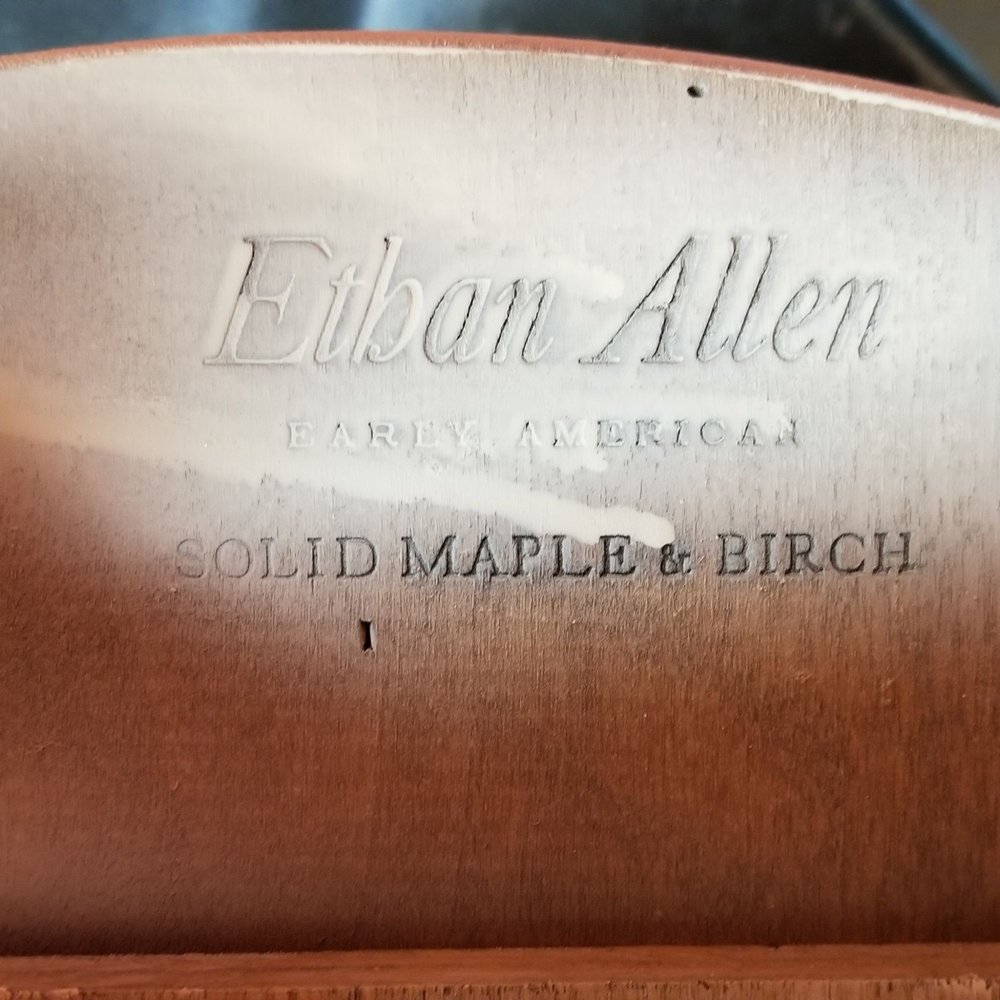 Ethan Allen
EARLY AMERICAN
SOLID MAPLE & BIRCH